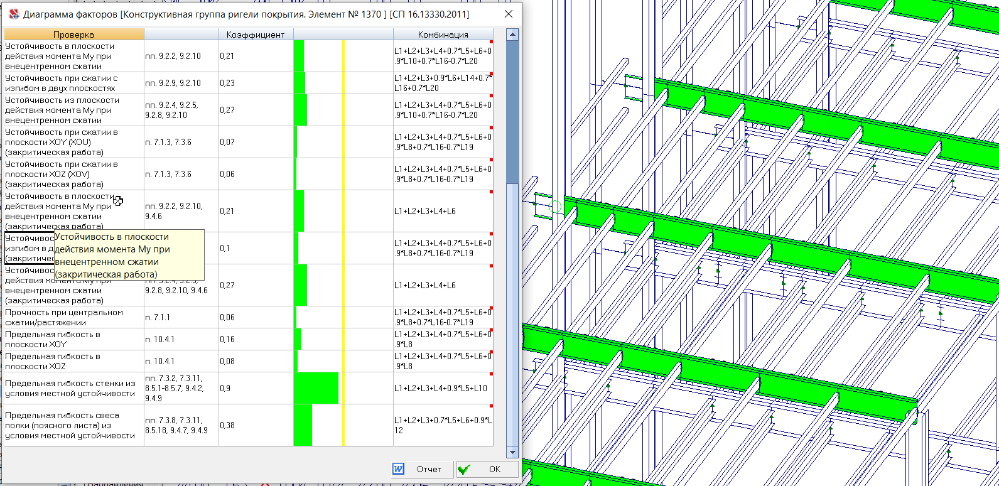 Диаграмма факторов [Конструктивная группа ригели покрытия. Элемент № 1370 ] [СП 16.13330.2011]
Проверка
Коэффициент
Комбинация
Устойчивость в плоскости
действия момента My при
внецентренном сжатии
пп. 9.2.2, 9.2.10
0,21
L1+L2+L3+L4+0.7*L5+L6+0
.9*L10+0.7*L16-0.7*L20
Устойчивость при сжатии с
изгибом в двух плоскостях
пп. 9.2.9, 9.2.10
0,23
L1+L2+L3+0.9*L6+L14+0.7*
L16+0.7*L20
Устойчивость из плоскости
действия момента My при
внецентренном сжатии
пп. 9.2.4, 9.2.5,
9.2.8, 9.2.10
0,27
L1+L2+L3+L4+0.7*L5+L6+0
.9*L10+0.7*L16-0.7*L20
Устойчивость при сжатии в
плоскости XOY (XOU)
(закритическая работа)
п. 7.1.3, 7.3.6
0,07
L1+L2+L3+L4+0.7*L5+L6+0
.9*L8+0.7*L16-0.7*L19
Устойчивость при сжатии в
плоскости XOZ (XOV)
(закритическая работа)
п. 7.1.3, 7.3.6
0,06
L1+L2+L3+L4+0.7*L5+L6+0
.9*L8+0.7*L16-0.7*L19
Устойчивость в плоскости
действия момента My при
внецентренном сжатии
(закритическая работа)
пп. 9.2.2, 9.2.10,
9.4.6
0,21
L1+L2+L3+L4+L6
Устойчивос
изгибом в д
(закритичес
0,1
L1+L2+L3+L4+0.7*L5+L6+0
.9*L8+0.7*L16-0.7*L19
Устойчивость в плоскости
действия момента My при
внецентренном сжатии
(закритическая работа)
Устойчивос
действия момента My при
внецентренном сжатии
(закритическая работа)
9.2.8, 9.2.10, 9.4.6
0,27
L1+L2+L3+L4+L6
Прочность при центральном
сжатии/растяжении
п. 7.1.1
0,06
L1+L2+L3+L4+0.7*L5+L6+0
.9*L8+0.7*L16-0.7*L19
Предельная гибкость в
плоскости XOY
п. 10.4.1
0,16
L1+L2+L3+L4+0.7*L5+L6+0
.9*L8
Предельная гибкость в
плоскости XOZ
п. 10.4.1
0,08
L1+L2+L3+L4+0.7*L5+L6+0
.9*L8
Предельная гибкость стенки из
условия местной устойчивости
пп. 7.3.2, 7.3.11,
8.5.1-8.5.7, 9.4.2,
9.4.9
0,9
L1+L2+L3+L4+0.9*L5+L10
Предельная гибкость свеса
полки (поясного листа) из
условия местной устойчивости
пп. 7.3.8, 7.3.11,
8.5.18, 9.4.7, 9.4.9
0,38
L1+L2+L3+0.7*L5+L6+0.9*L
12
Отчет
OK